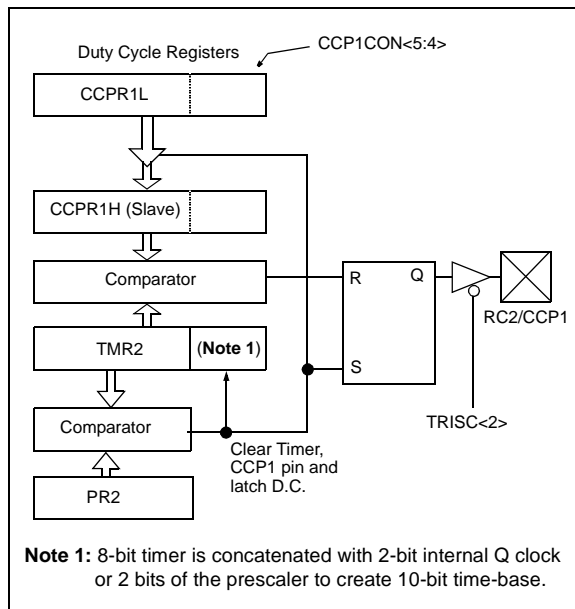 Duty Cycle Registers
CCP1CON<5:4>
CCPR1L
CCPR1H (Slave)
Comparator
R
Q
RC2/CCP1
TMR2
(Note 1)
S
TRISC<2>
Comparator
Clear Timer,
CCP1 pin and
latch D.C.
PR2
Note 1: 8-bit timer is concatenated with 2-bit internal Q clock
or 2 bits of the prescaler to create 10-bit time-base.